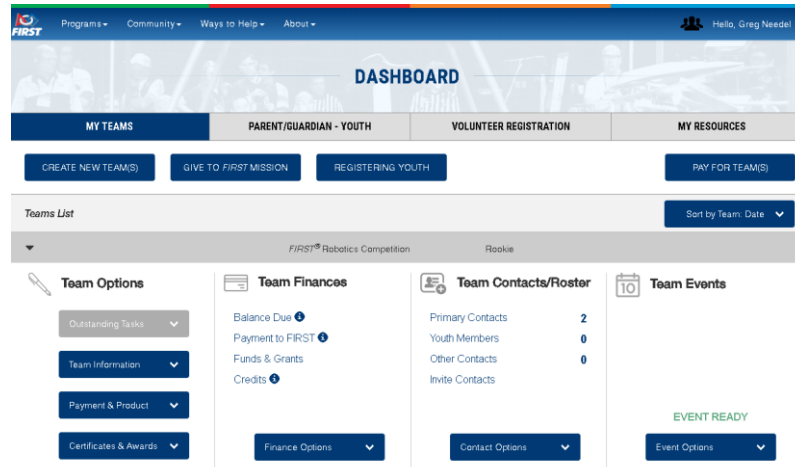 FIRST
Programs Community Ways to Help About
Hello, Greg Needel
DASHBOARD
MY TEAMS PARENT/GUARDIAN - YOUTH VOLUNTEER REGISTRATION MY RESOURCES
CREATE NEW TEAM(S) GIVE TO FIRST MISSION REGISTERING YOUTH PAY FOR TEAM(S)
Teams List
Sort by Team: Date
FIRST® Robotics Competition Rookie
Team Options
Outstanding Tasks
Team Information
Payment & Product
Certificates & Awards
Team Finances
Balance Due
Payment to FIRST
Funds & Grants
Credits
Finance Options
Team Contacts/Roster
Primary Contacts 2
Youth Members 0
Other Contacts 0
Invite Contacts
Contact Options
10
Team Events
EVENT READY
Event Options